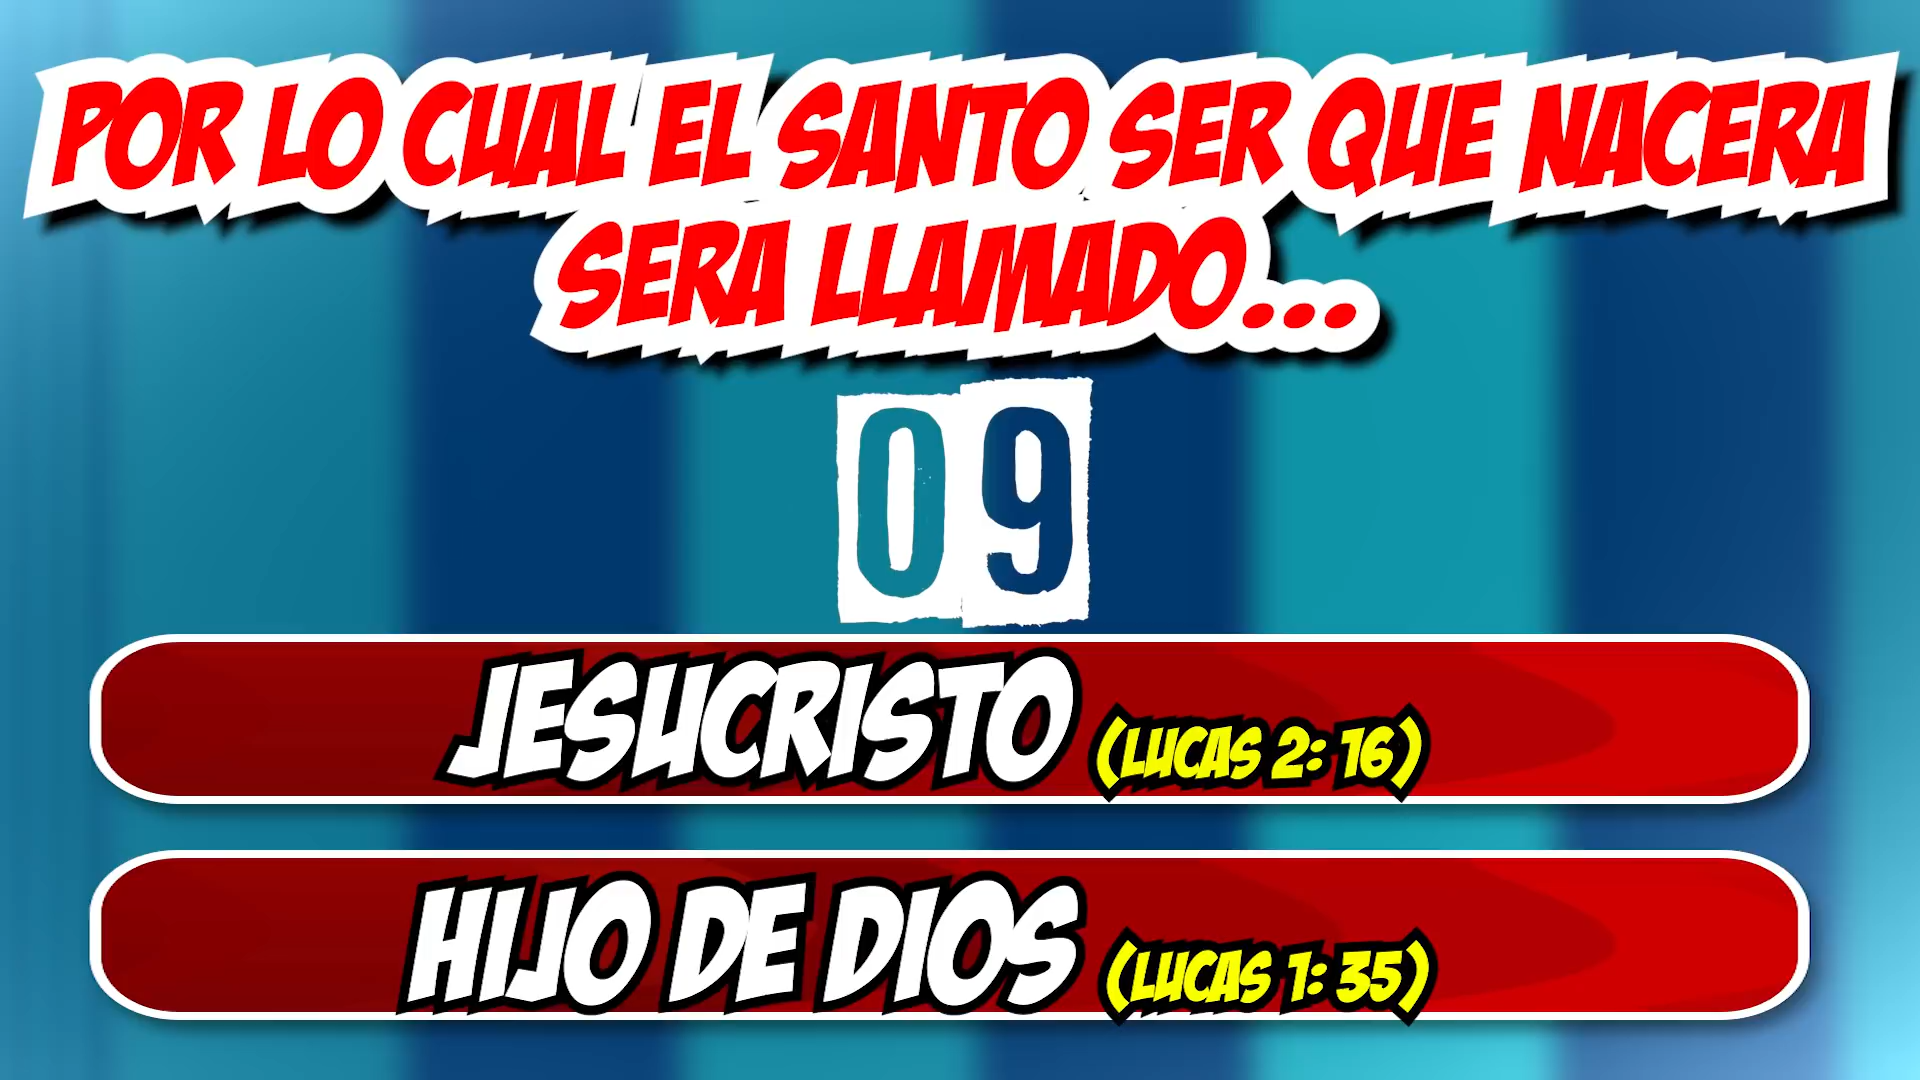 POR LO CUAL EL SANTO SER QUE NACERA
SERA LLAMADO...
09
JESUCRISTO (LUCAS 2: 16)
HIJO DE DIOS (LUCAS 1: 35)